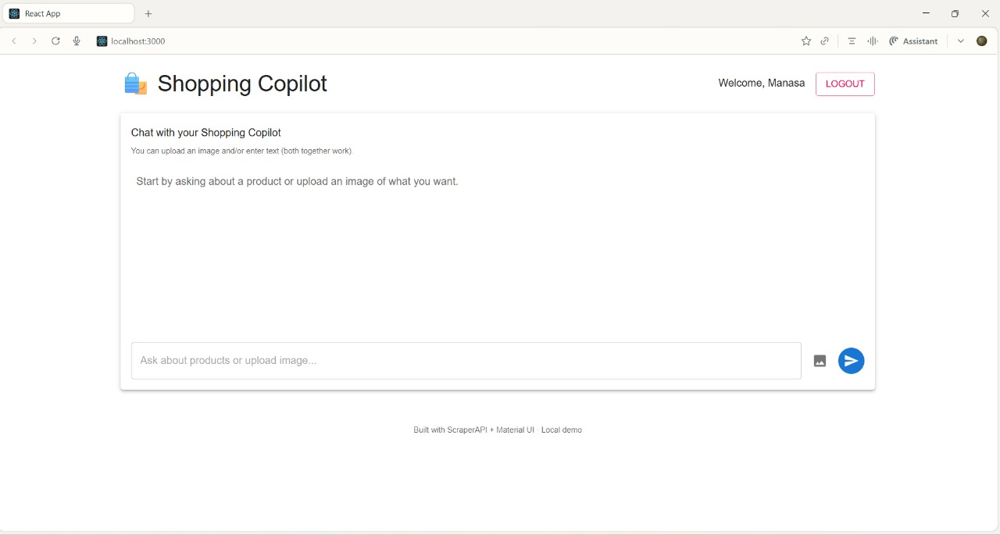 React App
localhost:3000
Assistant
Shopping Copilot
Welcome, Manasa
LOGOUT
Chat with your Shopping Copilot
You can upload an image and/or enter text (both together work).
Start by asking about a product or upload an image of what you want.
Ask about products or upload image...
Built with ScraperAPI + Material UI · Local demo